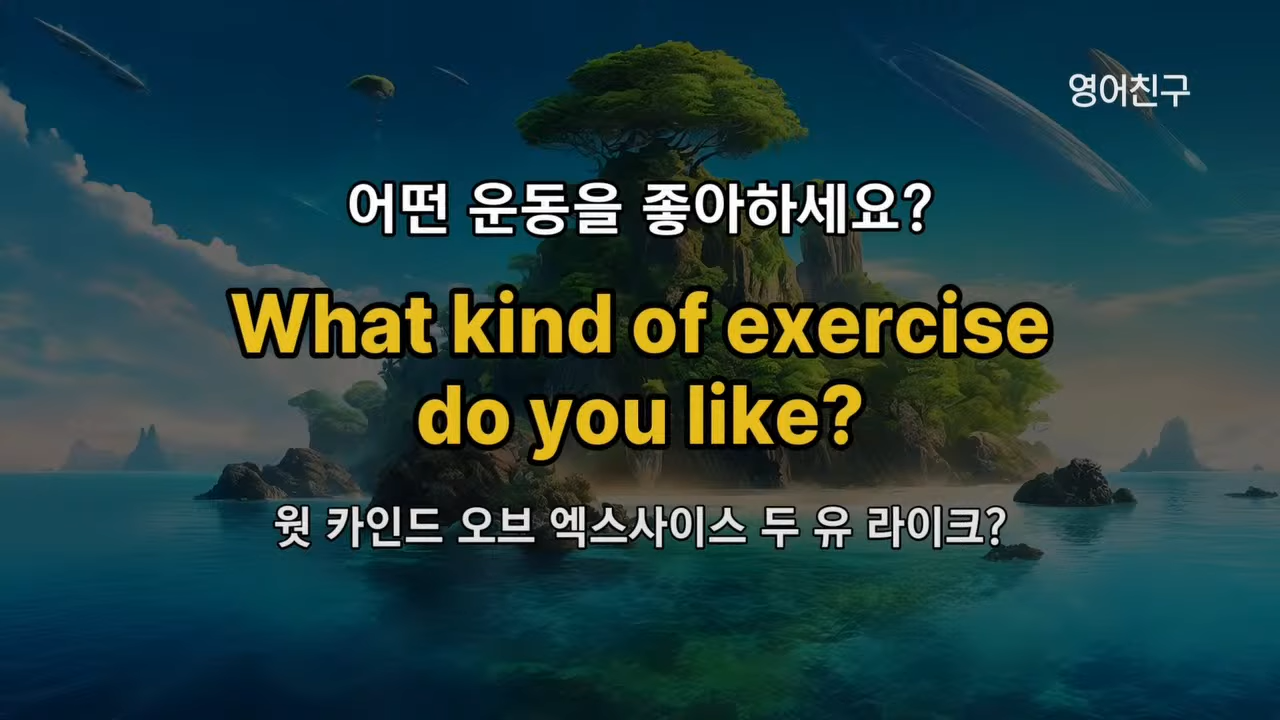 영어친구
어떤 운동을 좋아하세요?
What kind of exercise
do you like?
웟 카인드 오브 엑스사이스 두 유 라이크?